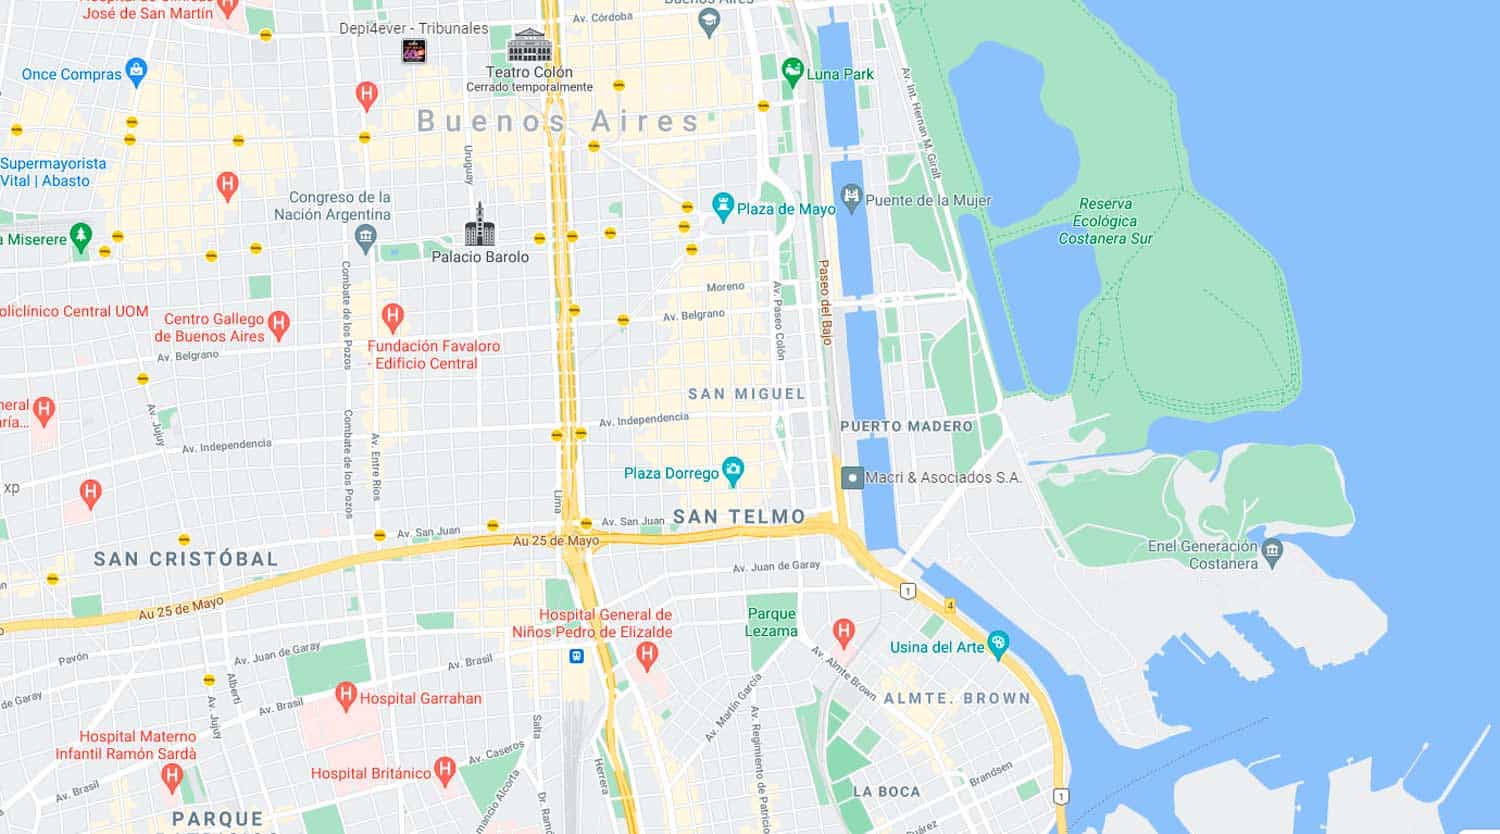 José de San Martín
Depi4ever - Tribunales
Av. Córdoba
Buenos Aires
Once Compras
Teatro Colón
Cerrado temporalmente
Luna Park
Av. Int. Hernan M. Giralt
Buenos Aires
Supermayorista
Vital | Abasto
Uruguay
Congreso de la
Nación Argentina
Plaza de Mayo
Puente de la Mujer
Reserva
Ecológica
Costanera Sur
a Miserere
Palacio Barolo
Combate de los Pozos
Moreno
Av. Paseo Colón
Paseo del Bajo
oliclínico Central UOM
Centro Gallego
de Buenos Aires
Av. Belgrano
Fundación Favaloro
- Edificio Central
Av. Belgrano
SAN MIGUEL
neral
ría...
Av. Jujuy
Combate de los Pozos
Av. Independencia
PUERTO MADERO
Av. Independencia
Av. Entre Ríos
xp
Plaza Dorrego
Macri & Asociados S.A.
Lima
Av. San Juan
Av. San Juan
SAN TELMO
Au 25 de Mayo
SAN CRISTÓBAL
Enel Generación
Costanera
Av. Juan de Garay
Au 25 de Mayo
1
4
Hospital General de
Niños Pedro de Elizalde
Parque
Lezama
Usina del Arte
Pavón
Av. Juan de Garay
Av. Brasil
Av. Almte Brown
Alberti
de Garay
Av. Jujuy
Av. Brasil
Hospital Garrahan
ALMTE. BROWN
Av. Martín García
Av. Regimiento de Patricios
Salta
Hospital Materno
Infantil Ramón Sardà
Av. Caseros
Hospital Británico
Herrera
Brandsen
Av. Brasil
LA BOCA
1
PARQUE